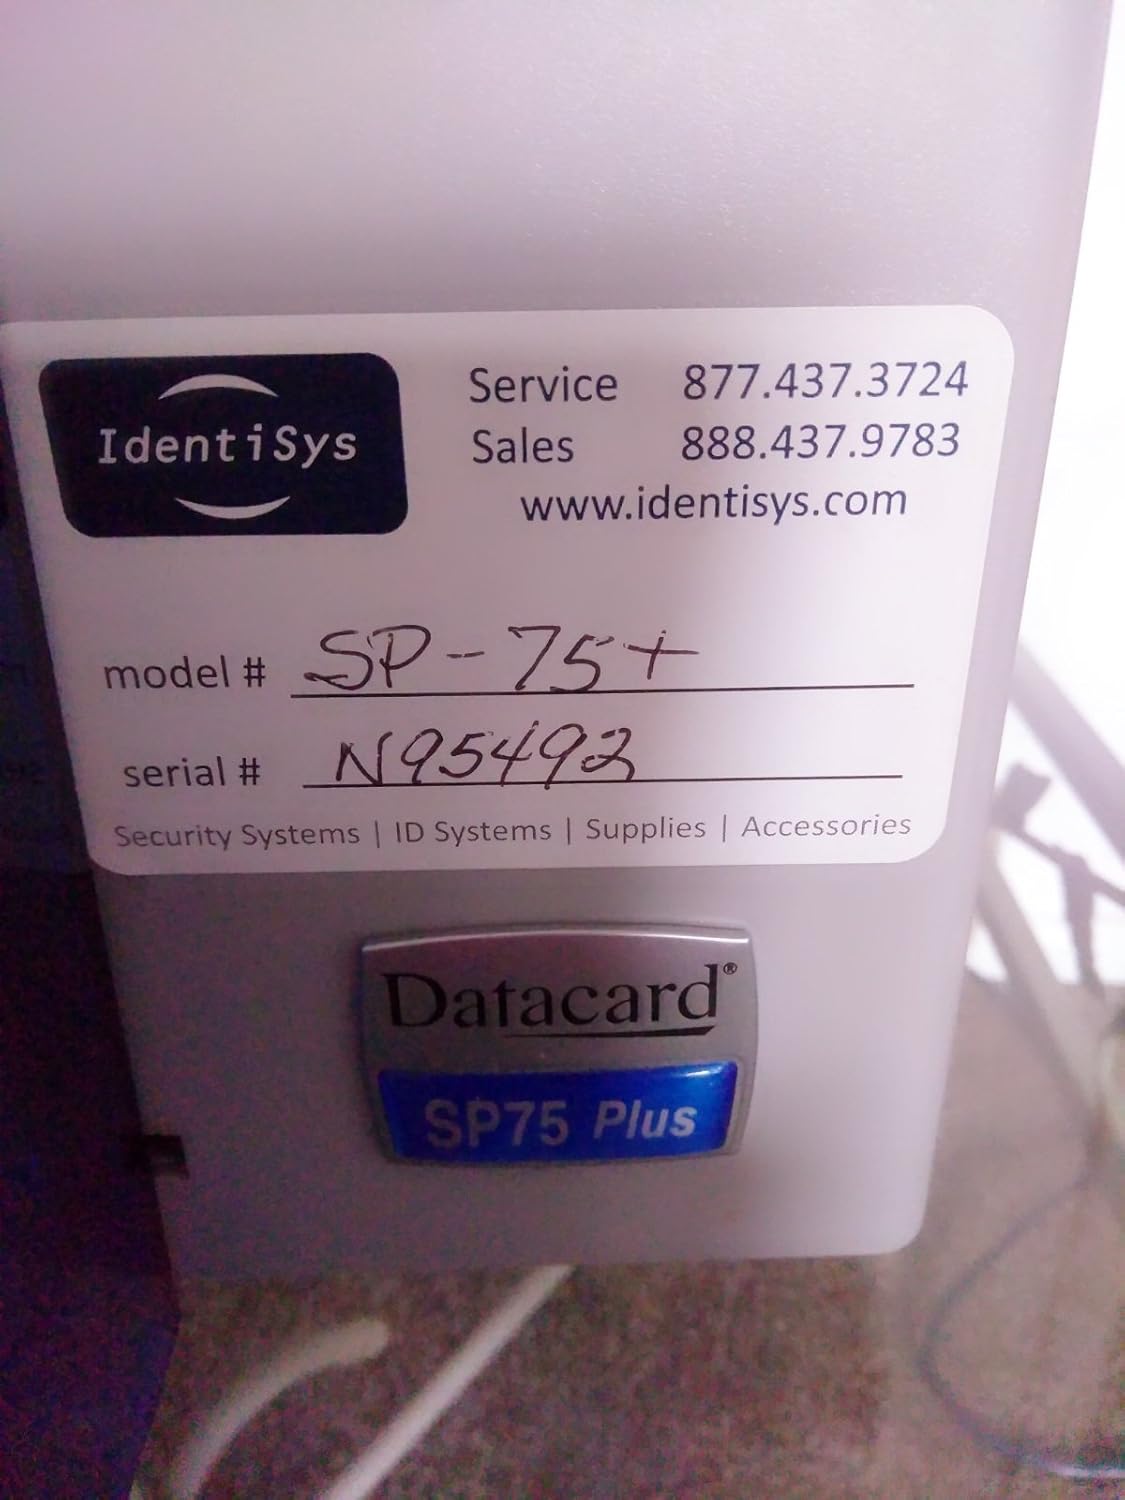 IdentiSys
Service 877.437.3724
Sales 888.437.9783
www.identisys.com
model # SP-75+
serial # N95492
Security Systems | ID Systems | Supplies | Accessories
Datacard®
SP75 Plus